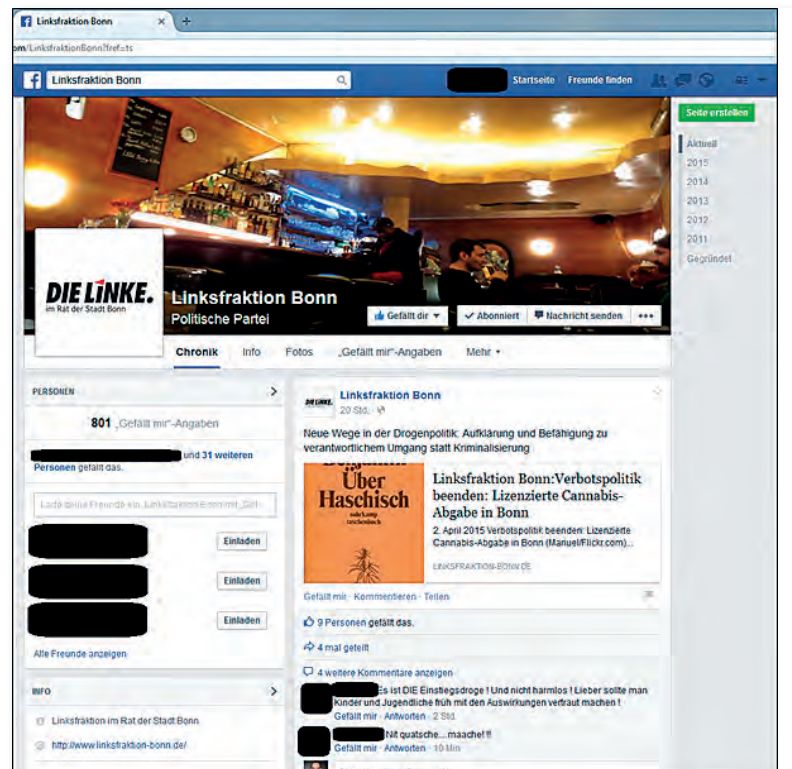 Linksfraktion Bonn
om/LinksfraktionBonn?fref=ts
Linksfraktion Bonn
Startseite Freunde finden
Seite erstellen
Aktuell
2015
2014
2013
2012
2011
Gegründet
DIE LINKE.
im Rat der Stadt Bonn
Linksfraktion Bonn
Politische Partei
Gefällt dir
Abonniert
Nachricht senden
Chronik Info Fotos „Gefällt mir“-Angaben Mehr
PERSONEN
801 „Gefällt mir“-Angaben
und 31 weiteren
Personen gefällt das.
Lade deine Freunde ein,
Einladen
Einladen
Einladen
Alle Freunde anzeigen
INFO
Linksfraktion im Rat der Stadt Bonn
http://www.linksfraktion-bonn.de/
DIE LINKE.
Linksfraktion Bonn
20 Std.
Neue Wege in der Drogenpolitik: Aufklärung und Befähigung zu
verantwortlichem Umgang statt Kriminalisierung
Über
Haschisch
suhrkamp
taschenbuch
Linksfraktion Bonn:Verbotspolitik
beenden: Lizenzierte Cannabis-
Abgabe in Bonn
2. April 2015 Verbotspolitik beenden: Lizenzierte
Cannabis-Abgabe in Bonn (Manuel/Flickr.com)...
LINKSFRAKTION-BONN.DE
Gefällt mir · Kommentieren · Teilen
9 Personen gefällt das.
4 mal geteilt
4 weitere Kommentare anzeigen
Es ist DIE Einstiegsdroge ! Und nicht harmlos ! Lieber sollte man
Kinder und Jugendliche früh mit den Auswirkungen vertraut machen !
Gefällt mir · Antworten · 2 Std.
Nit quatsche....maache! !!
Gefällt mir · Antworten · 10 Min